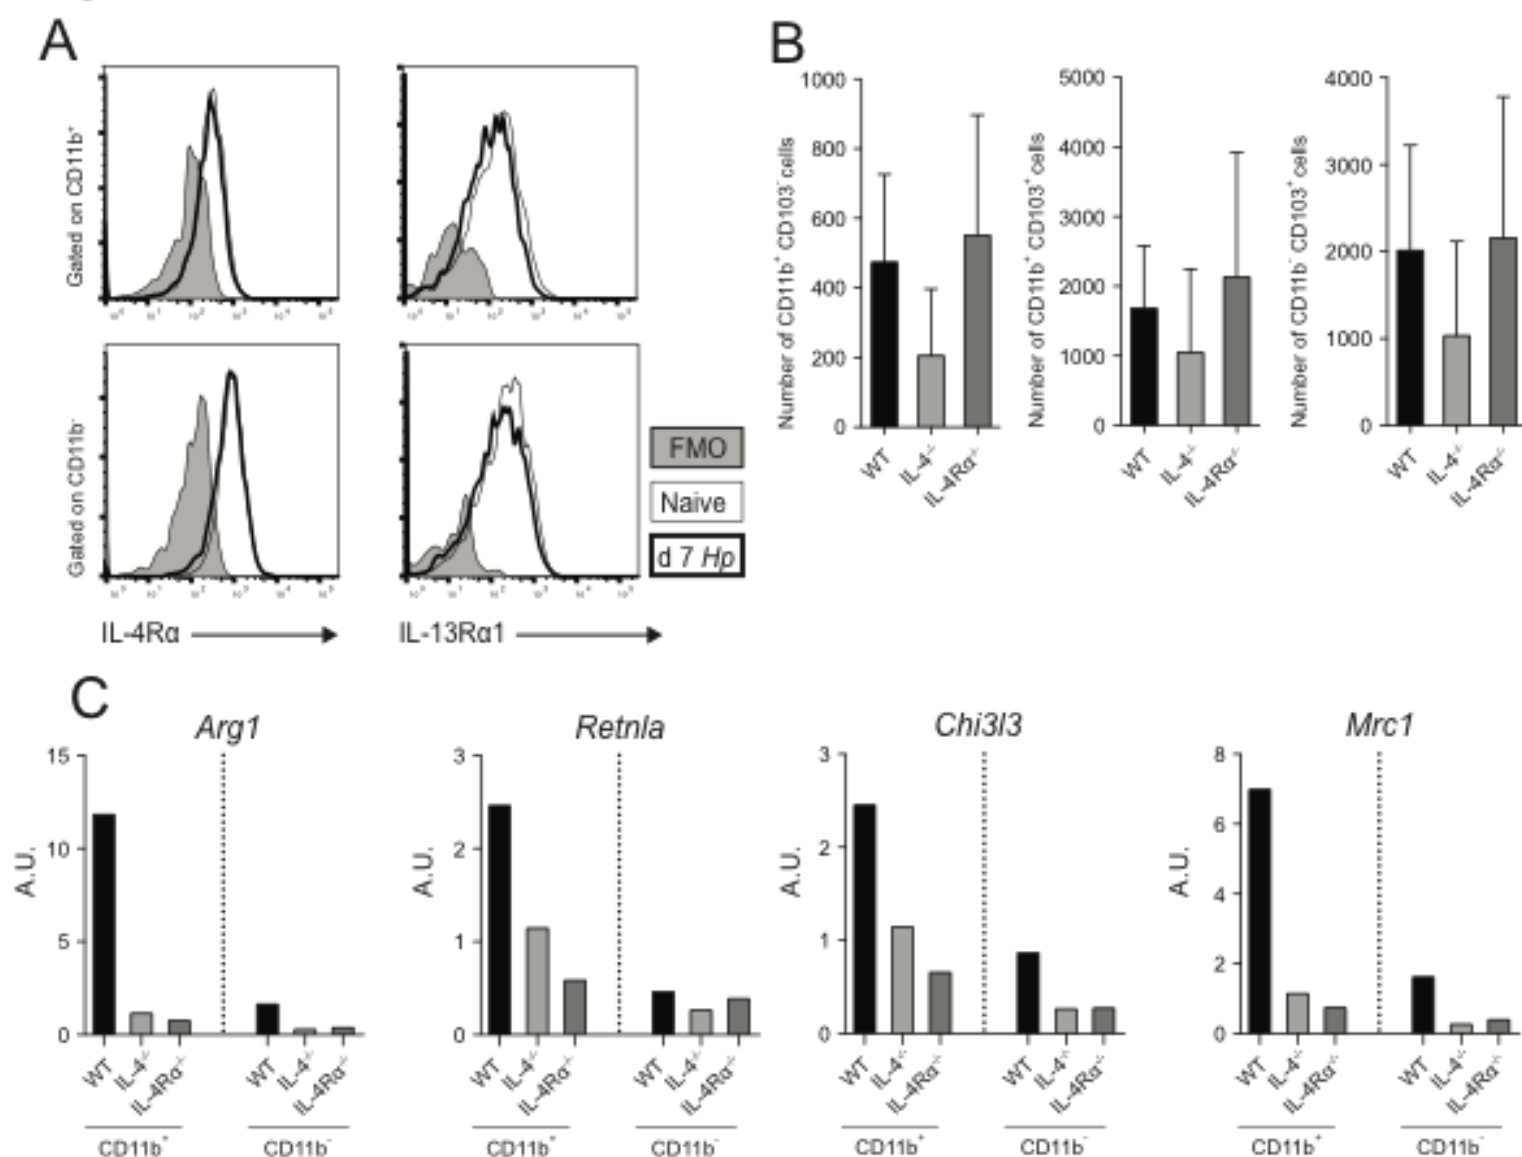 A
Gated on CD11b⁺
Gated on CD11b⁻
IL-4Rα
IL-13Rα1
FMO
Naive
d 7 Hp
B
1000
800
600
400
200
0
Number of CD11b⁺ CD103⁻ cells
WT
IL-4⁻/⁻
IL-4Rα⁻/⁻
5000
4000
3000
2000
1000
0
Number of CD11b⁺ CD103⁺ cells
WT
IL-4⁻/⁻
IL-4Rα⁻/⁻
4000
3000
2000
1000
0
Number of CD11b⁻ CD103⁺ cells
WT
IL-4⁻/⁻
IL-4Rα⁻/⁻
C
Arg1
15
10
5
0
A.U.
WT
IL-4⁻/⁻
IL-4Rα⁻/⁻
WT
IL-4⁻/⁻
IL-4Rα⁻/⁻
CD11b⁺
CD11b⁻
Retnla
3
2
1
0
A.U.
WT
IL-4⁻/⁻
IL-4Rα⁻/⁻
WT
IL-4⁻/⁻
IL-4Rα⁻/⁻
CD11b⁺
CD11b⁻
Chi3l3
3
2
1
0
A.U.
WT
IL-4⁻/⁻
IL-4Rα⁻/⁻
WT
IL-4⁻/⁻
IL-4Rα⁻/⁻
CD11b⁺
CD11b⁻
Mrc1
8
6
4
2
0
A.U.
WT
IL-4⁻/⁻
IL-4Rα⁻/⁻
WT
IL-4⁻/⁻
IL-4Rα⁻/⁻
CD11b⁺
CD11b⁻